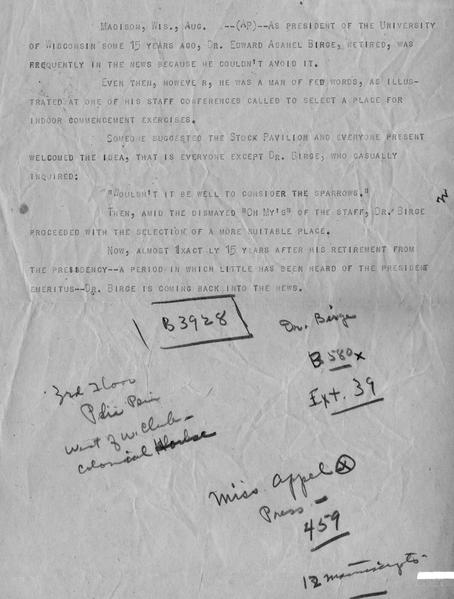 MADISON, WIS., AUG.    .--(AP)--AS PRESIDENT OF THE UNIVERSITY
OF WISCONSIN SOME 15 YEARS AGO, DR. EDWARD ASAHEL BIRGE, RETIRED, WAS
FREQUENTLY IN THE NEWS BECAUSE HE COULDN'T AVOID IT.
EVEN THEN, HOWEVER, HE WAS A MAN OF FEW WORDS, AS ILLUS-
TRATED AT ONE OF HIS STAFF CONFERENCES CALLED TO SELECT A PLACE FOR
INDOOR COMMENCEMENT EXERCISES.
SOMEONE SUGGESTED THE STOCK PAVILION AND EVERYONE PRESENT
WELCOMED THE IDEA, THAT IS EVERYONE EXCEPT DR. BIRGE, WHO CASUALLY
INQUIRED:
"WOULDN'T IT BE WELL TO CONSIDER THE SPARROWS."
THEN, AMID THE DISMAYED "OH MY'S" OF THE STAFF, DR. BIRGE
PROCEEDED WITH THE SELECTION OF A MORE SUITABLE PLACE.
NOW, ALMOST EXACTLY 15 YEARS AFTER HIS RETIREMENT FROM
THE PRESIDENCY--A PERIOD IN WHICH LITTLE HAS BEEN HEARD OF THE PRESIDENT
EMERITUS--DR. BIRGE IS COMING BACK INTO THE NEWS.
B3928
Dr. Birge
B 580 x
Ext. 39
3rd Floor
West of W. Club-
Colonial House
Miss Appel
Press -
459
12 manuscripts-